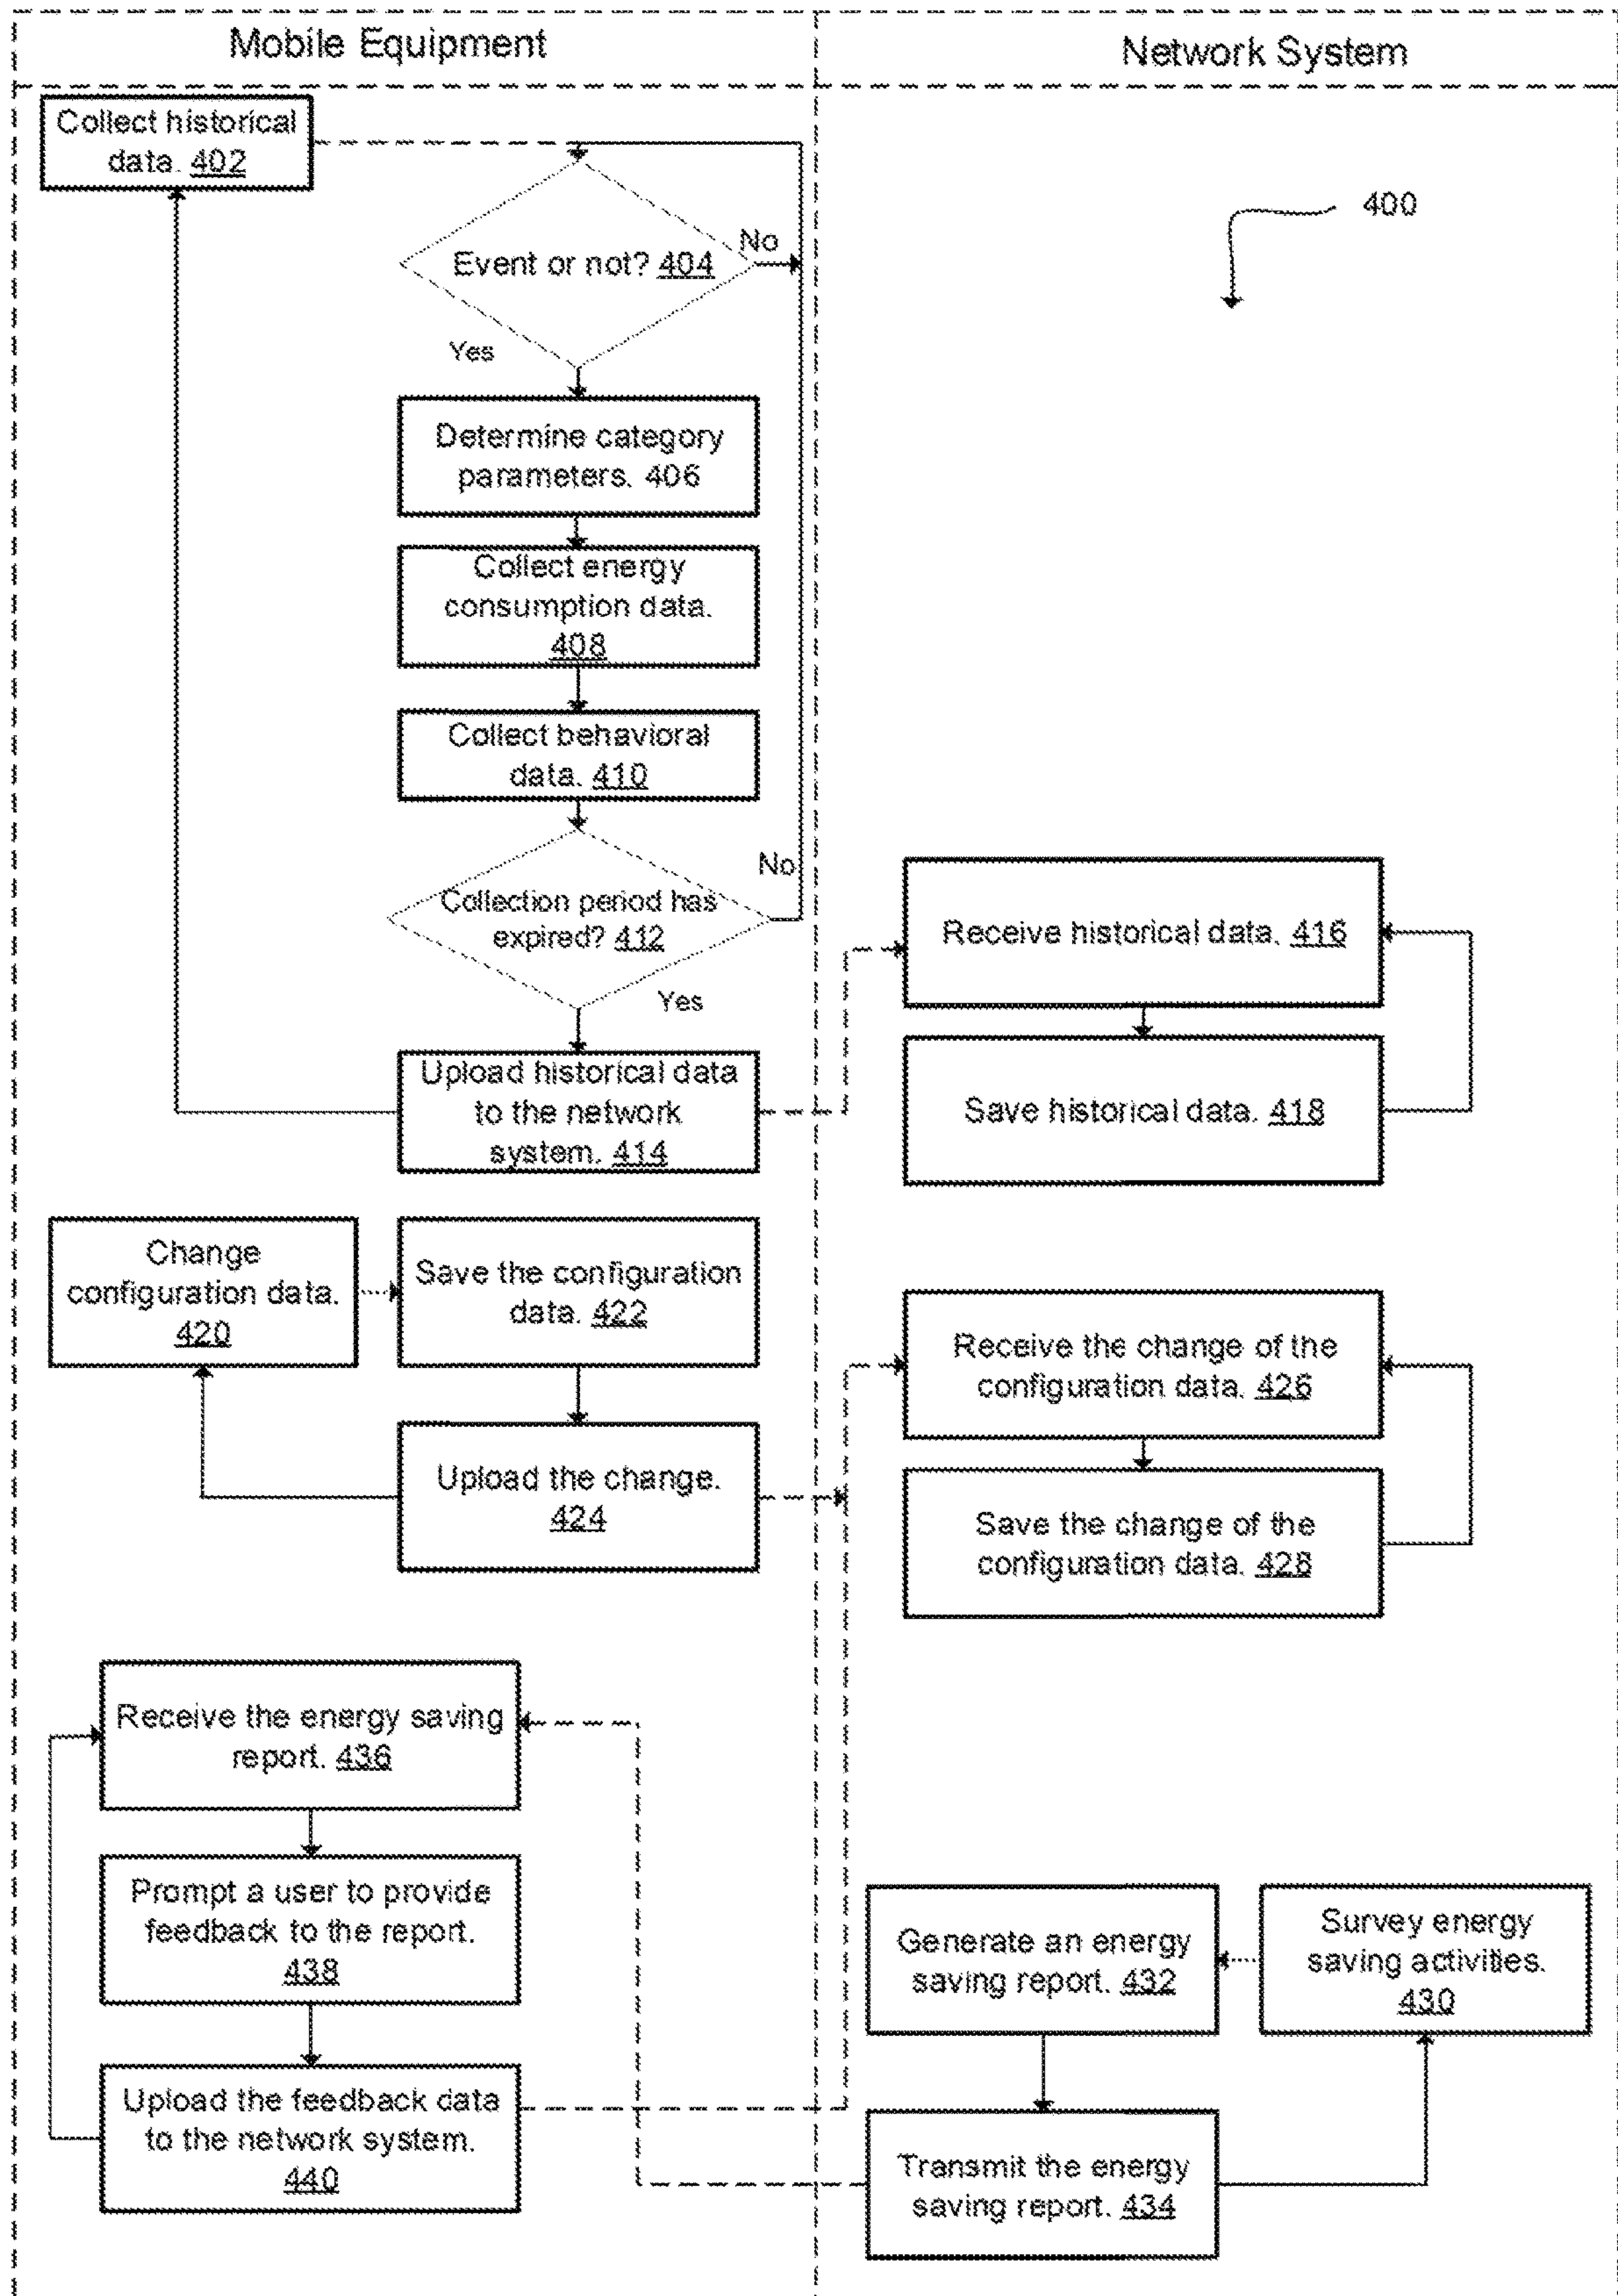 Mobile Equipment
Network System
Collect historical
data. 402
400
Event or not? 404
No
Yes
Determine category
parameters. 406
Collect energy
consumption data.
408
Collect behavioral
data. 410
No
Collection period has
expired? 412
Yes
Upload historical data
to the network
system. 414
Receive historical data. 416
Save historical data. 418
Change
configuration data.
420
Save the configuration
data. 422
Upload the change.
424
Receive the change of the
configuration data. 426
Save the change of the
configuration data. 428
Receive the energy saving
report. 436
Prompt a user to provide
feedback to the report.
438
Upload the feedback data
to the network system.
440
Generate an energy
saving report. 432
Survey energy
saving activities.
430
Transmit the energy
saving report. 434